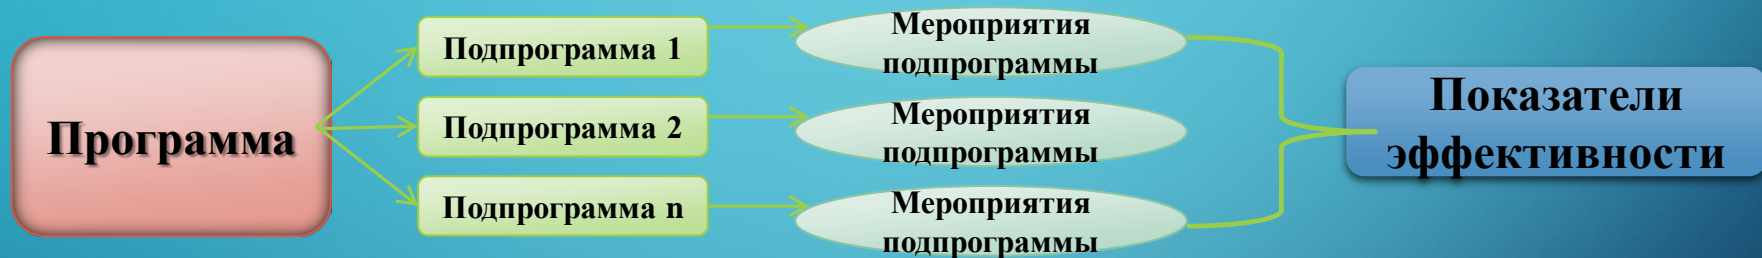 Программа
Подпрограмма 1
Мероприятия
подпрограммы
Подпрограмма 2
Мероприятия
подпрограммы
Подпрограмма n
Мероприятия
подпрограммы
Показатели
эффективности